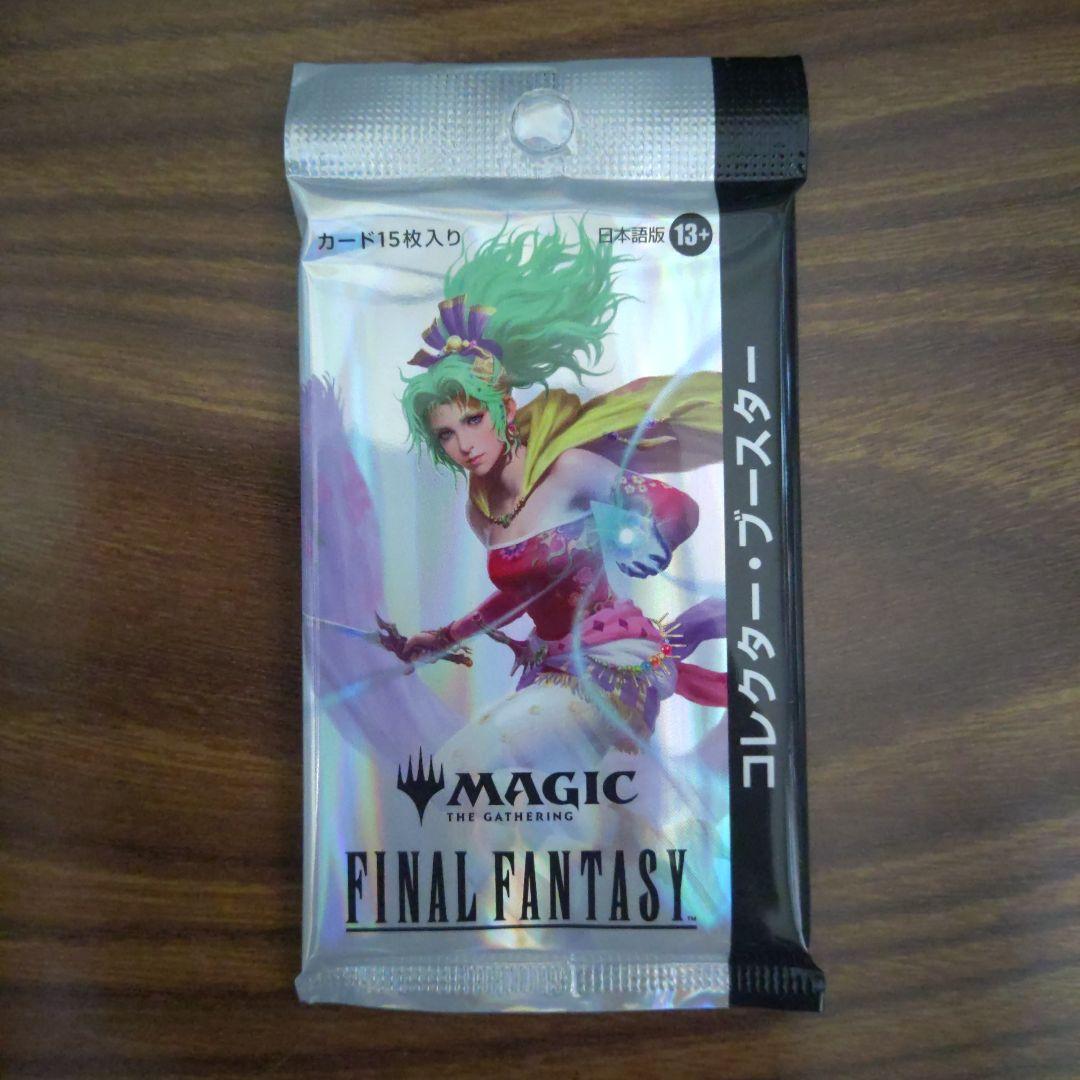 カード15枚入り
日本語版 13+
コレクター・ブースター
MAGIC
THE GATHERING
FINAL FANTASY™